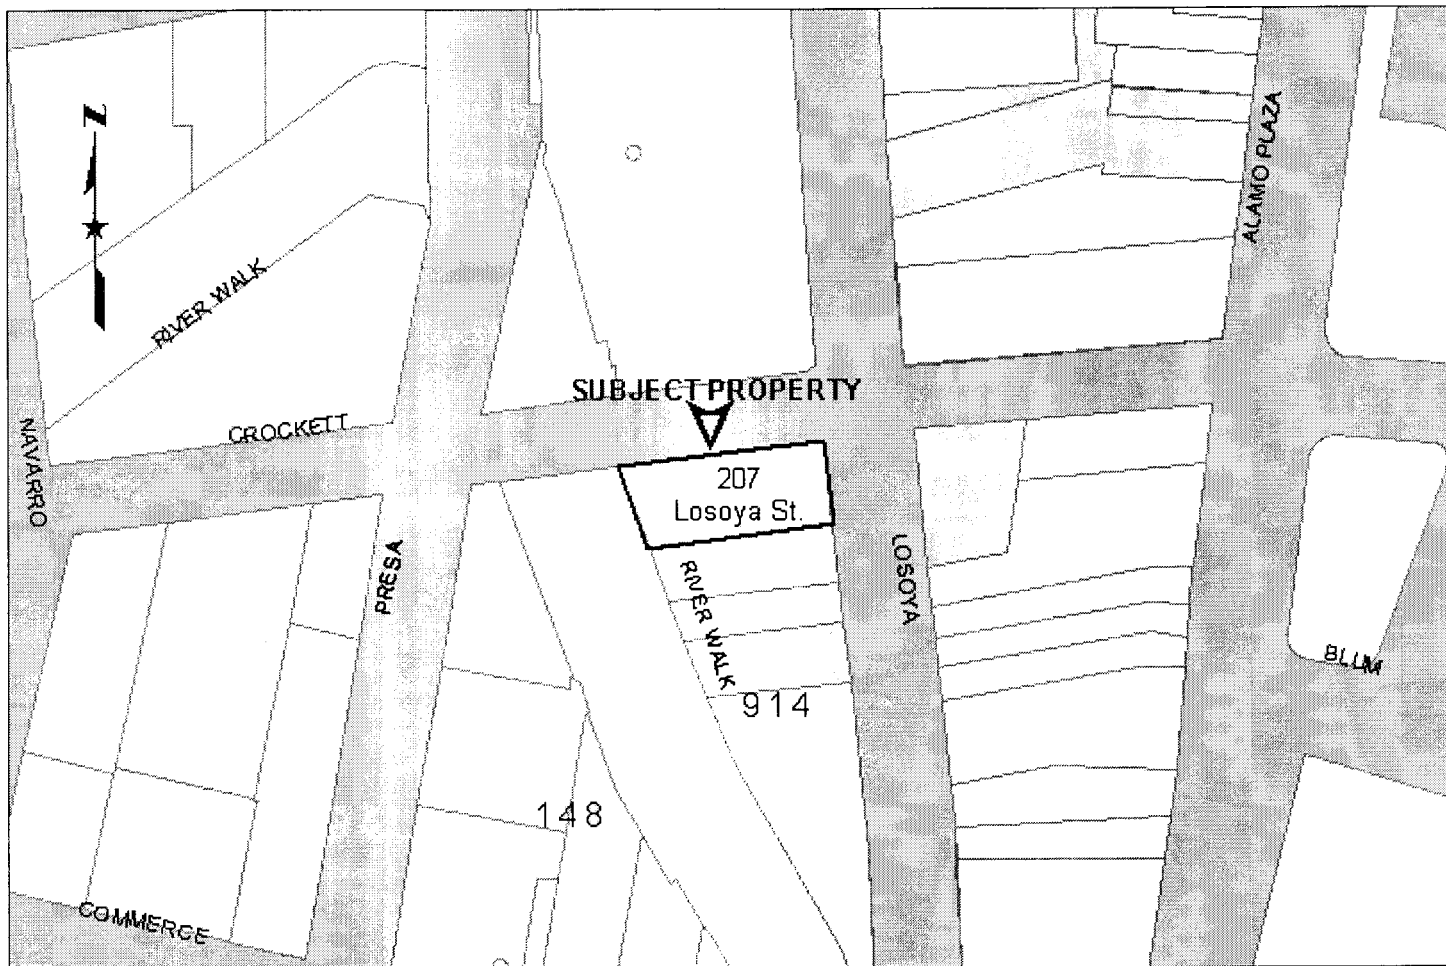 N
ALAMO PLAZA
RIVER WALK
SUBJECT PROPERTY
CROCKETT
NAVARRO
207
Losoya St.
PRESA
LOSOYA
RIVER WALK
BLUM
914
148
COMMERCE